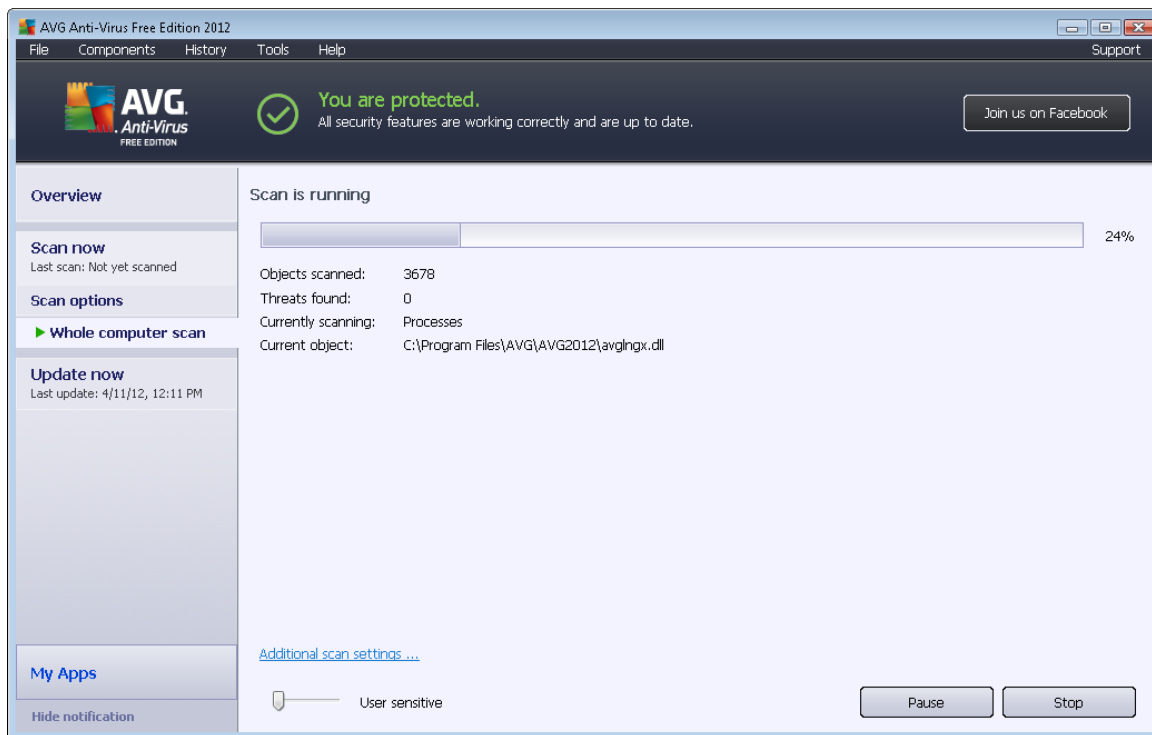 AVG Anti-Virus Free Edition 2012
File Components History Tools Help Support
AVG.
Anti-Virus
FREE EDITION
You are protected.
All security features are working correctly and are up to date.
Join us on Facebook
Overview
Scan now
Last scan: Not yet scanned
Scan options
Whole computer scan
Update now
Last update: 4/11/12, 12:11 PM
My Apps
Hide notification
Scan is running
24%
Objects scanned: 3678
Threats found: 0
Currently scanning: Processes
Current object: C:\Program Files\AVG\AVG2012\avglngx.dll
Additional scan settings ...
User sensitive
Pause Stop